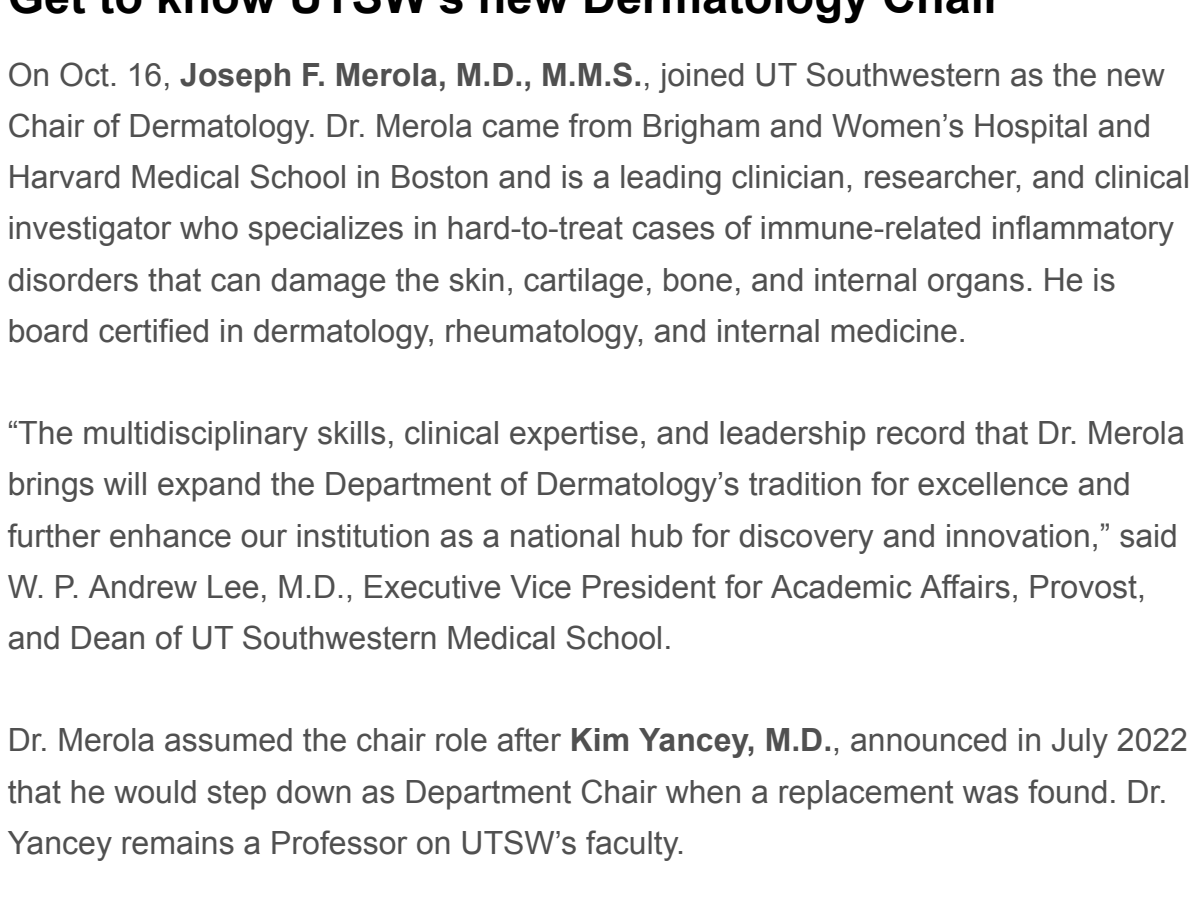 Get to know UTSW's new Dermatology Chair
On Oct. 16, Joseph F. Merola, M.D., M.M.S., joined UT Southwestern as the new
Chair of Dermatology. Dr. Merola came from Brigham and Women’s Hospital and
Harvard Medical School in Boston and is a leading clinician, researcher, and clinical
investigator who specializes in hard-to-treat cases of immune-related inflammatory
disorders that can damage the skin, cartilage, bone, and internal organs. He is
board certified in dermatology, rheumatology, and internal medicine.
“The multidisciplinary skills, clinical expertise, and leadership record that Dr. Merola
brings will expand the Department of Dermatology’s tradition for excellence and
further enhance our institution as a national hub for discovery and innovation,” said
W. P. Andrew Lee, M.D., Executive Vice President for Academic Affairs, Provost,
and Dean of UT Southwestern Medical School.
Dr. Merola assumed the chair role after Kim Yancey, M.D., announced in July 2022
that he would step down as Department Chair when a replacement was found. Dr.
Yancey remains a Professor on UTSW’s faculty.